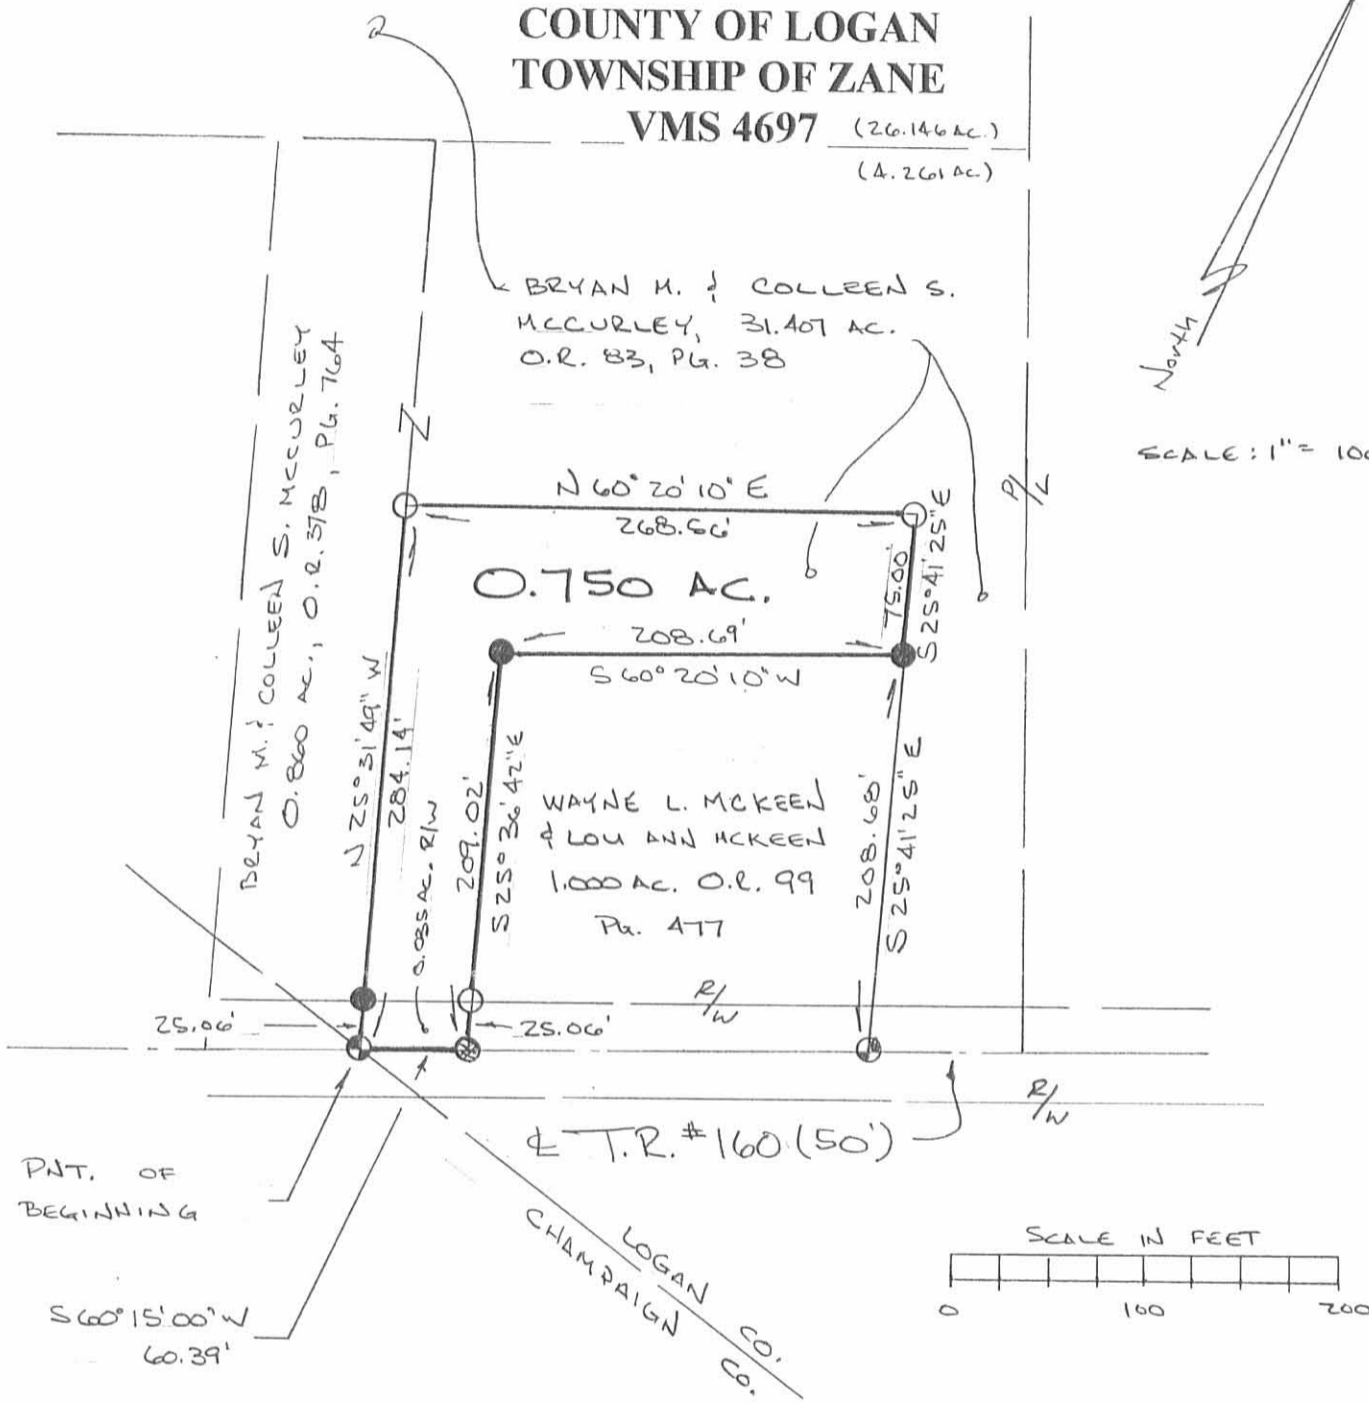 COUNTY OF LOGAN
TOWNSHIP OF ZANE
VMS 4697 (26.146 AC.)
(4.261 AC)
BRYAN M. & COLLEEN S.
MCCURLEY, 31.407 AC.
O.R. 83, PG. 38
North
SCALE: 1" = 100
BRYAN M. & COLLEEN S. MCCURLEY
0.860 AC., O.R. 378, PG. 764
P/L
N 60° 20' 10" E
268.56'
0.750 AC.
75.00'
S 25° 41' 25" E
208.69'
S 60° 20' 10" W
N 25° 31' 49" W
284.14'
0.035 AC. R/W
209.02'
S 25° 36' 42" E
WAYNE L. MCKEEN
& LOU ANN MCKEEN
1.000 AC. O.R. 99
PG. 477
208.68'
S 25° 41' 25" E
R/W
25.06'
25.06'
R/W
℄ T.R. #160 (50')
PNT. OF
BEGINNING
S 60° 15' 00" W
60.39'
LOGAN CO.
CHAMPAIGN CO.
SCALE IN FEET
0 100 200